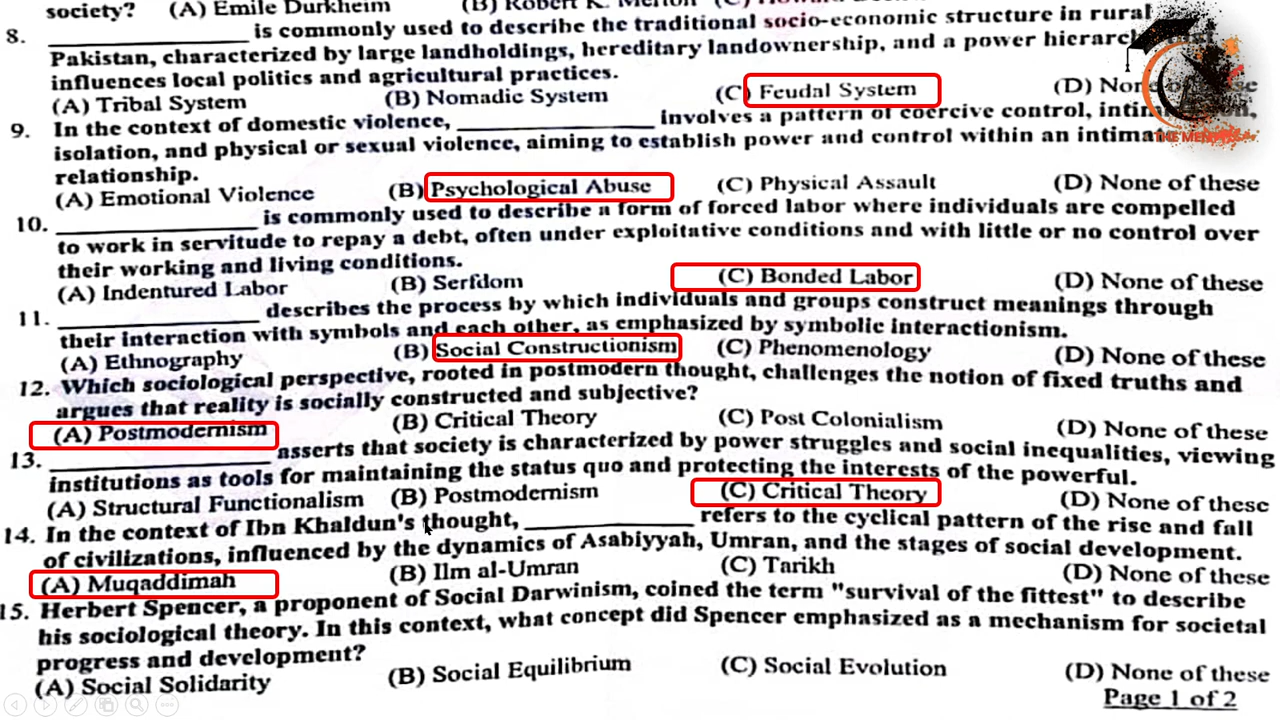 society? (A) Emile Durkheim (B) Robert K. Merton
8. ____________ is commonly used to describe the traditional socio-economic structure in rural
Pakistan, characterized by large landholdings, hereditary landownership, and a power
influences local politics and agricultural practices.
(A) Tribal System (B) Nomadic System (C) Feudal System (D)
9. In the context of domestic violence, ____________ involves a pattern of coercive control,
isolation, and physical or sexual violence, aiming to establish power and control within an
relationship.
(A) Emotional Violence (B) Psychological Abuse (C) Physical Assault (D) None of these
10. ____________ is commonly used to describe a form of forced labor where individuals are compelled
to work in servitude to repay a debt, often under exploitative conditions and with little or no control over
their working and living conditions.
(A) Indentured Labor (B) Serfdom (C) Bonded Labor (D) None of these
11. ____________ describes the process by which individuals and groups construct meanings through
their interaction with symbols and each other, as emphasized by symbolic interactionism.
(A) Ethnography (B) Social Constructionism (C) Phenomenology (D) None of these
12. Which sociological perspective, rooted in postmodern thought, challenges the notion of fixed truths and
argues that reality is socially constructed and subjective?
(A) Postmodernism (B) Critical Theory (C) Post Colonialism (D) None of these
13. ____________ asserts that society is characterized by power struggles and social inequalities, viewing
institutions as tools for maintaining the status quo and protecting the interests of the powerful.
(A) Structural Functionalism (B) Postmodernism (C) Critical Theory (D) None of these
14. In the context of Ibn Khaldun's thought, ____________ refers to the cyclical pattern of the rise and fall
of civilizations, influenced by the dynamics of Asabiyyah, Umran, and the stages of social development.
(A) Muqaddimah (B) Ilm al-Umran (C) Tarikh (D) None of these
15. Herbert Spencer, a proponent of Social Darwinism, coined the term "survival of the fittest" to describe
his sociological theory. In this context, what concept did Spencer emphasized as a mechanism for societal
progress and development?
(A) Social Solidarity (B) Social Equilibrium (C) Social Evolution (D) None of these
Page 1 of 2